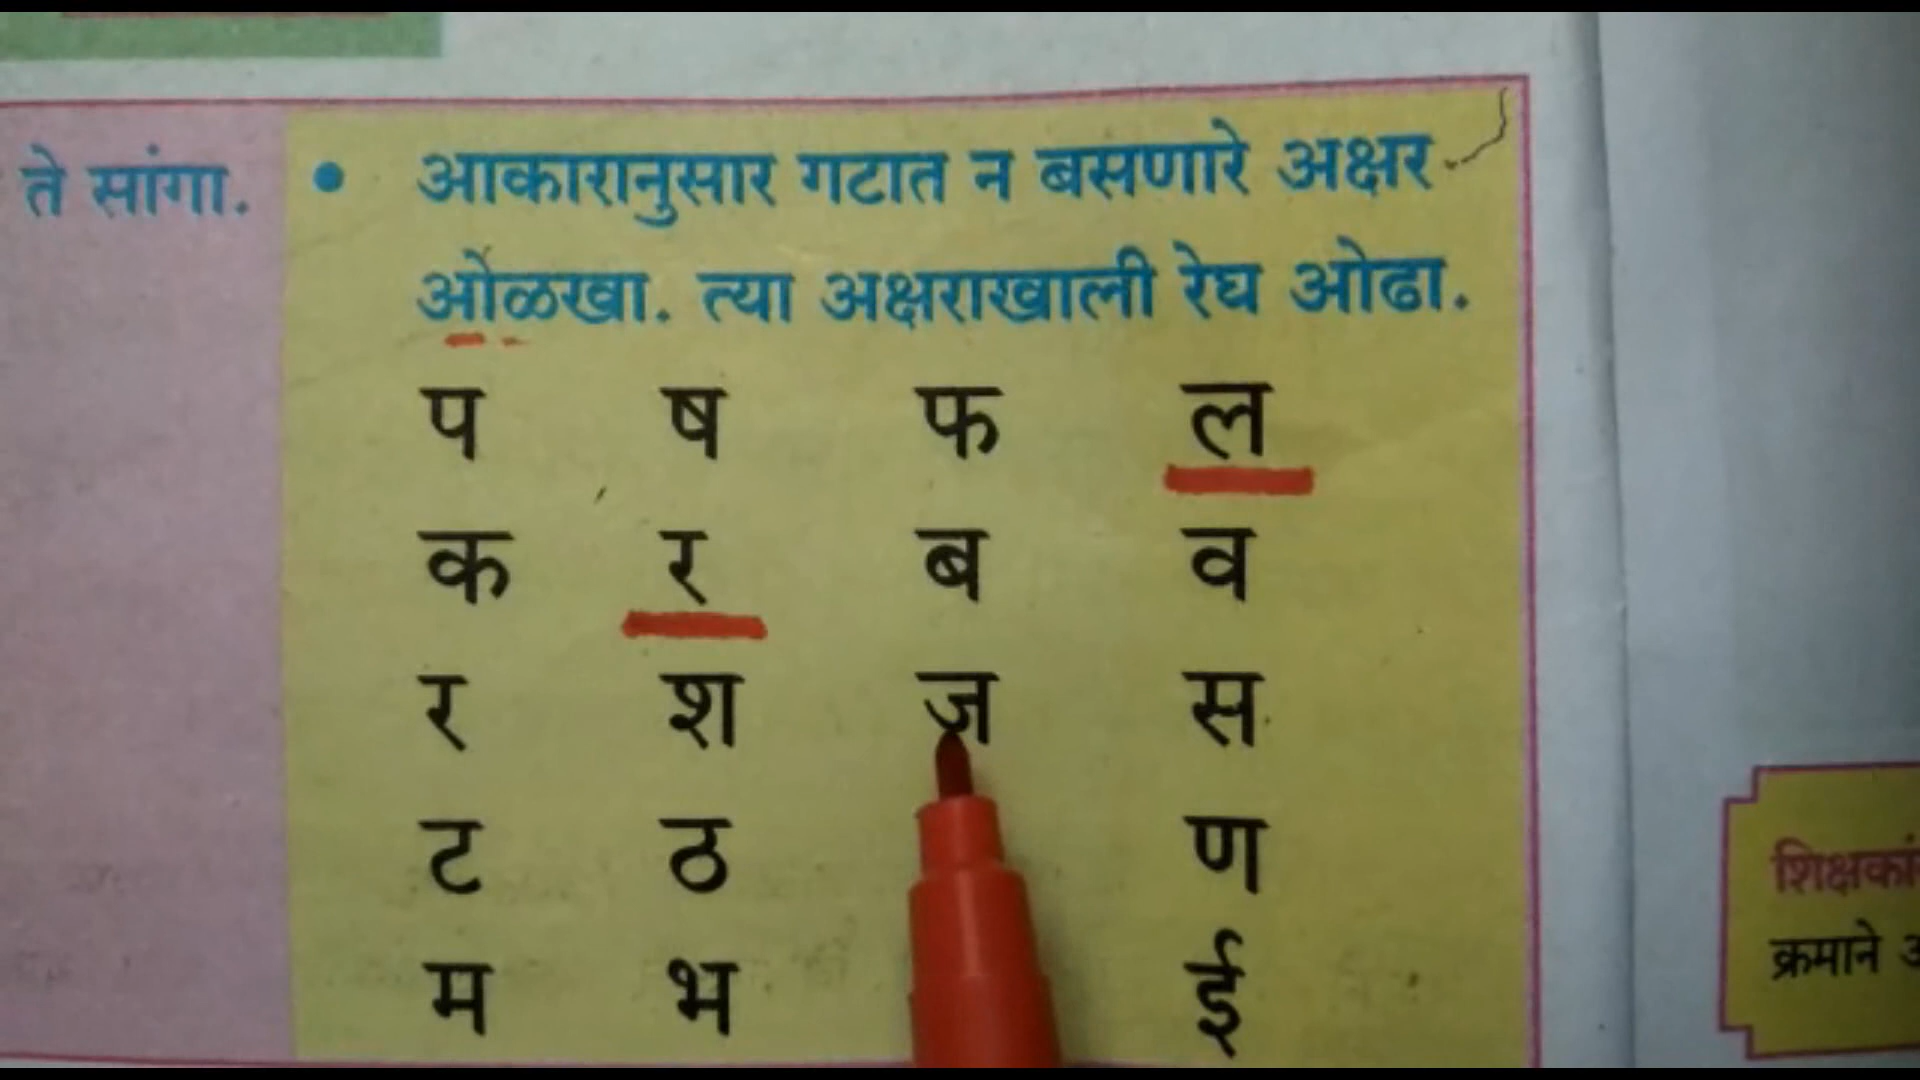 ते सांगा.
• आकारानुसार गटात न बसणारे अक्षर
ओळखा. त्या अक्षराखाली रेघ ओढा.
प ष फ ल
क र ब व
र श ज स
ट ठ ण
म भ ई
क्रमाने